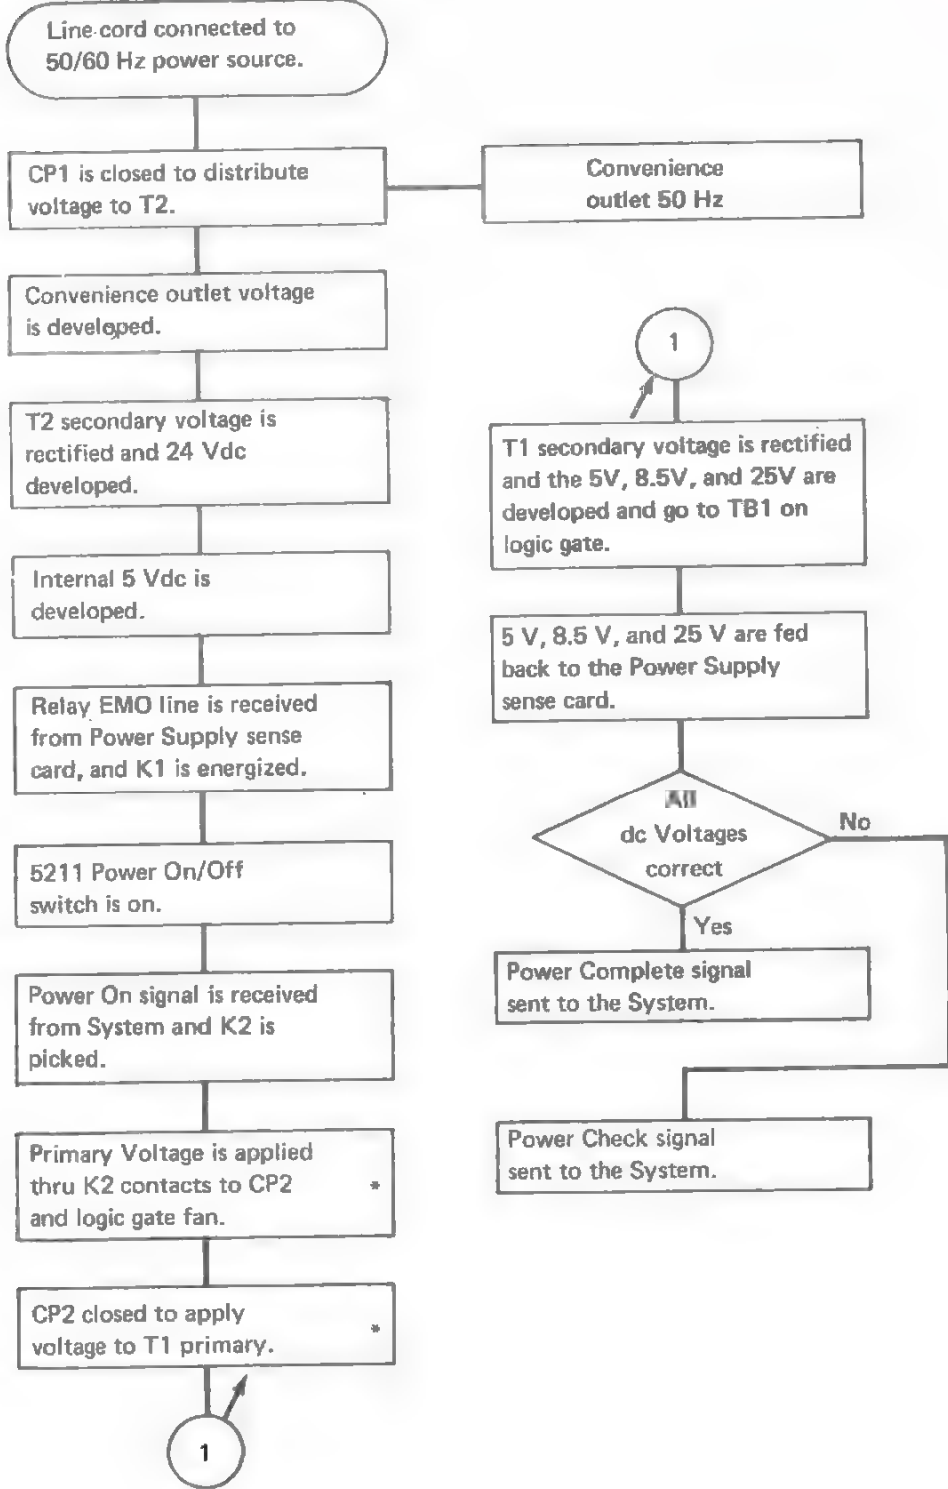 Line cord connected to
50/60 Hz power source.
CP1 is closed to distribute
voltage to T2.
Convenience
outlet 50 Hz
Convenience outlet voltage
is developed.
T2 secondary voltage is
rectified and 24 Vdc
developed.
Internal 5 Vdc is
developed.
Relay EMO line is received
from Power Supply sense
card, and K1 is energized.
5211 Power On/Off
switch is on.
Power On signal is received
from System and K2 is
picked.
Primary Voltage is applied
thru K2 contacts to CP2 *
and logic gate fan.
CP2 closed to apply
voltage to T1 primary. *
1
1
T1 secondary voltage is rectified
and the 5V, 8.5V, and 25V are
developed and go to TB1 on
logic gate.
5 V, 8.5 V, and 25 V are fed
back to the Power Supply
sense card.
All
dc Voltages
correct
No
Yes
Power Complete signal
sent to the System.
Power Check signal
sent to the System.